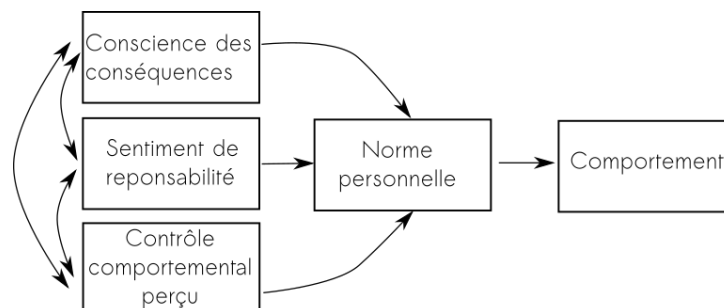 Conscience des
conséquences
Sentiment de
reponsabilité
Norme
personnelle
Comportement
Contrôle
comportemental
perçu